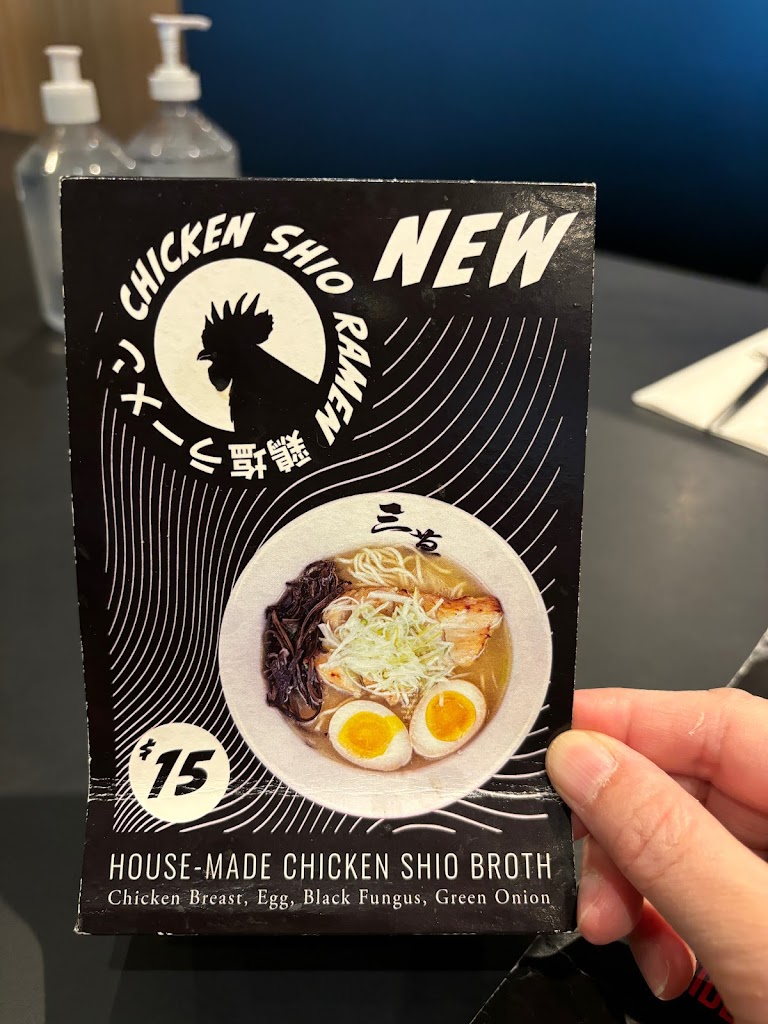 CHICKEN SHIO RAMEN
鶏塩ラーメン
NEW
三首
$15
HOUSE-MADE CHICKEN SHIO BROTH
Chicken Breast, Egg, Black Fungus, Green Onion